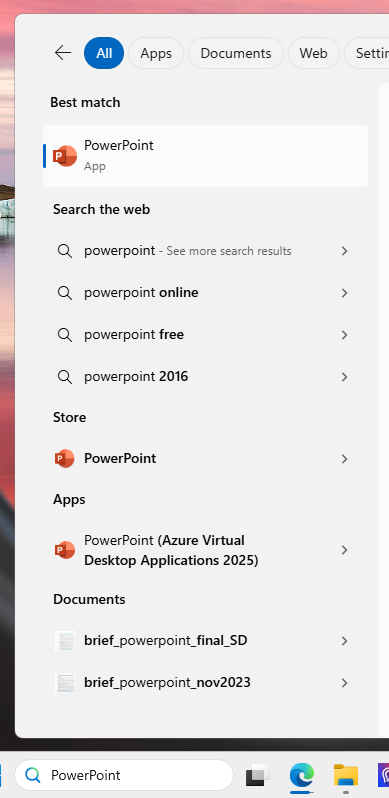 All Apps Documents Web
Best match
PowerPoint
App
Search the web
powerpoint - See more search results
powerpoint online
powerpoint free
powerpoint 2016
Store
PowerPoint
Apps
PowerPoint (Azure Virtual
Desktop Applications 2025)
Documents
brief_powerpoint_final_SD
brief_powerpoint_nov2023
PowerPoint